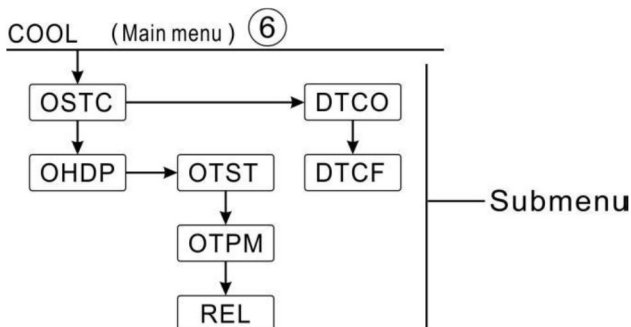 COOL (Main menu) 6
OSTC DTCO
OHDP OTST DTCF
Submenu
OTPM
REL